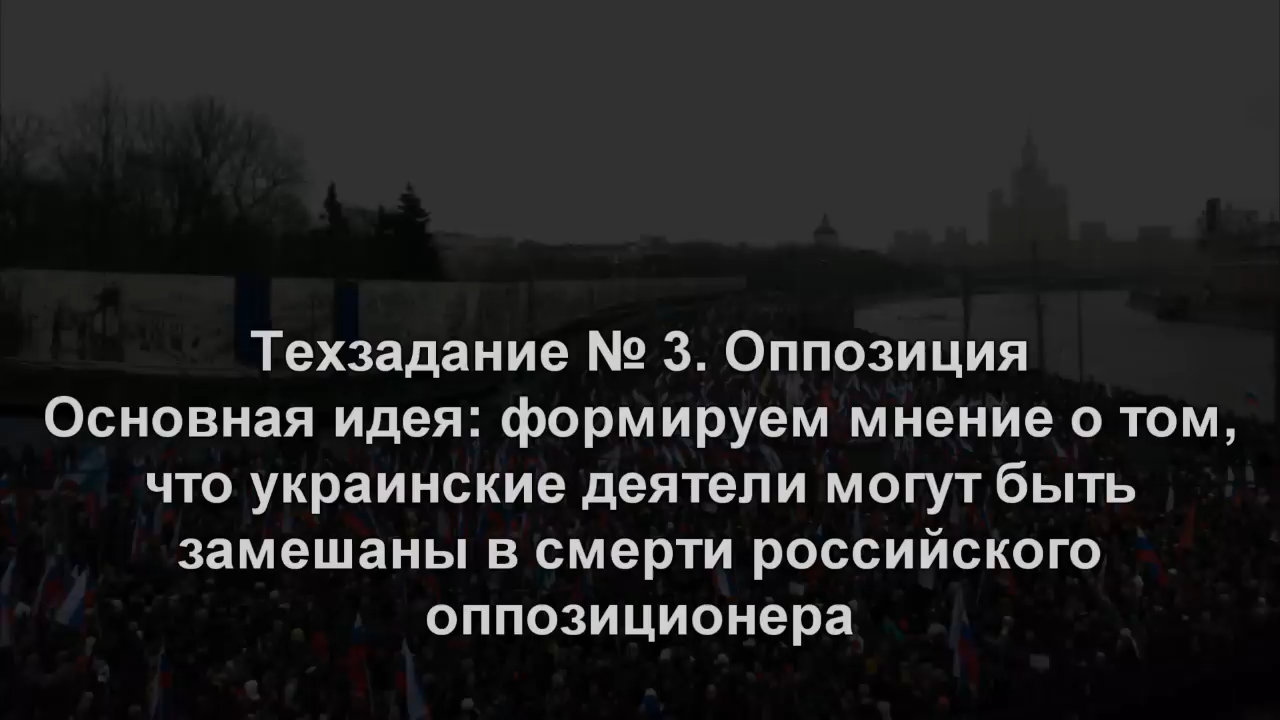 Техзадание № 3. Оппозиция
Основная идея: формируем мнение о том,
что украинские деятели могут быть
замешаны в смерти российского
оппозиционера